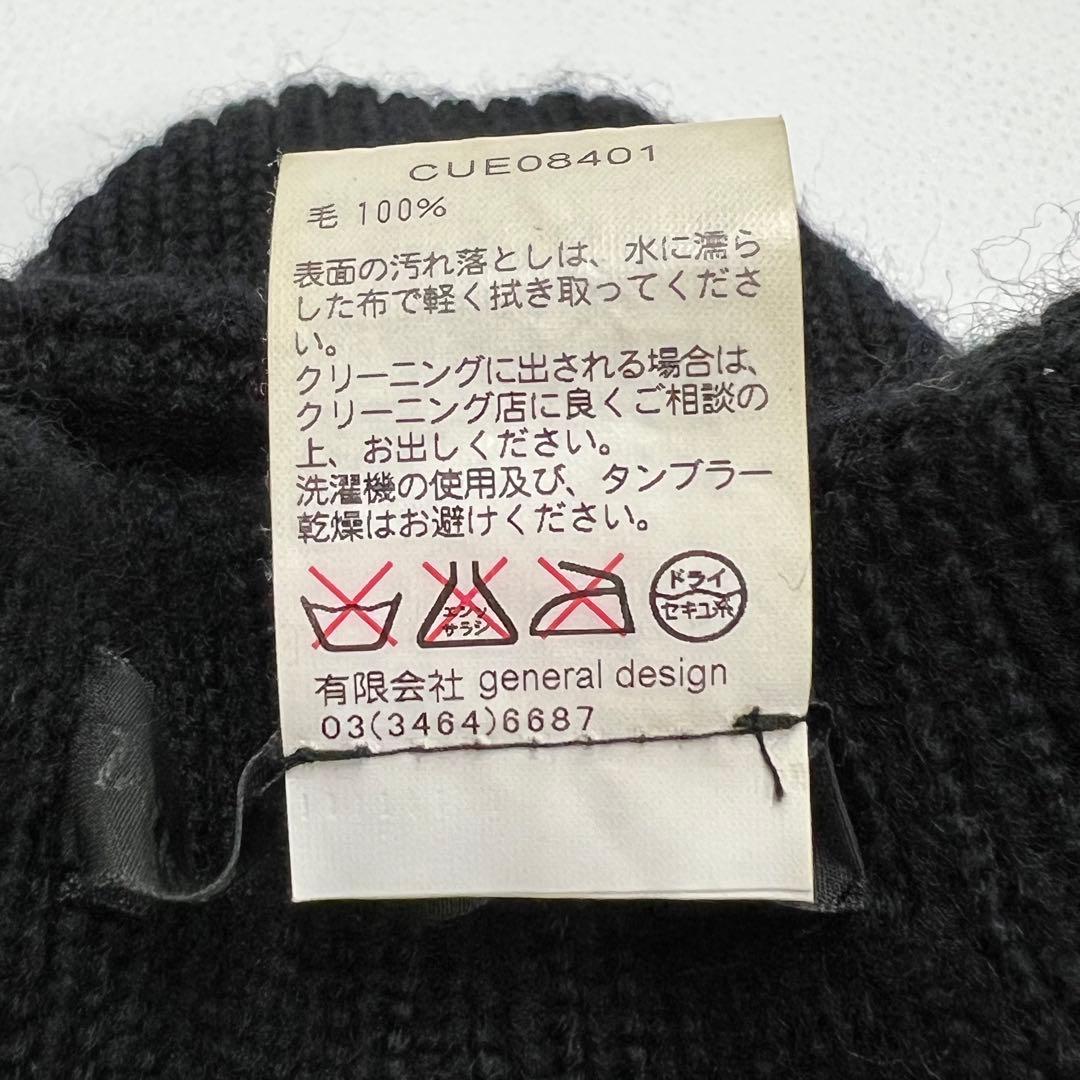 CUE08401
毛 100%
表面の汚れ落としは、水に濡ら
した布で軽く拭き取ってくださ
い。
クリーニングに出される場合は、
クリーニング店に良くご相談の
上、お出しください。
洗濯機の使用及び、タンブラー
乾燥はお避けください。
エンソ
サラシ
ドライ
セキユ系
有限会社 general design
03(3464)6687